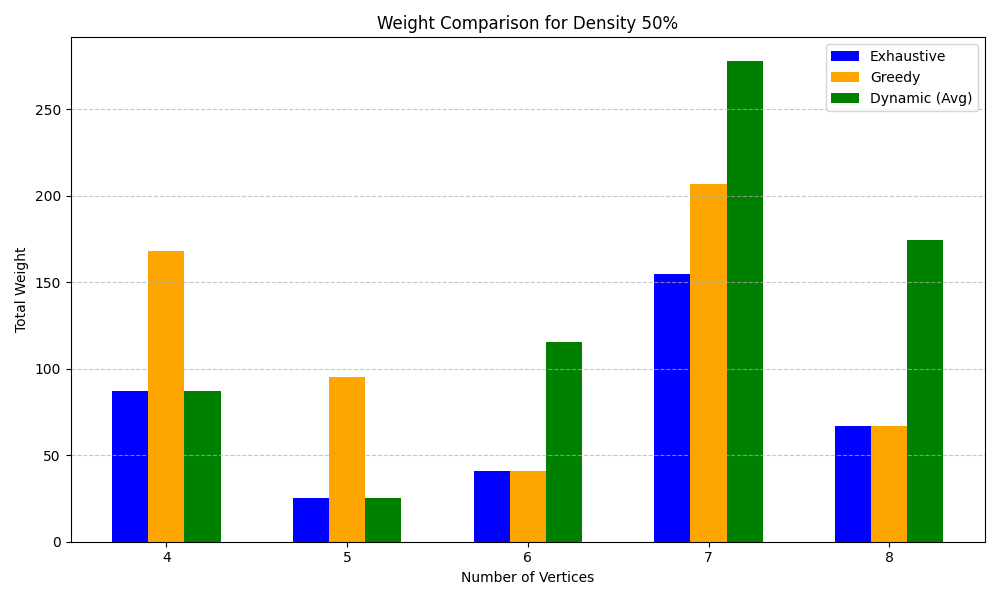 Weight Comparison for Density 50%
Exhaustive
Greedy
Dynamic (Avg)
Total Weight
250
200
150
100
50
0
4 5 6 7 8
Number of Vertices